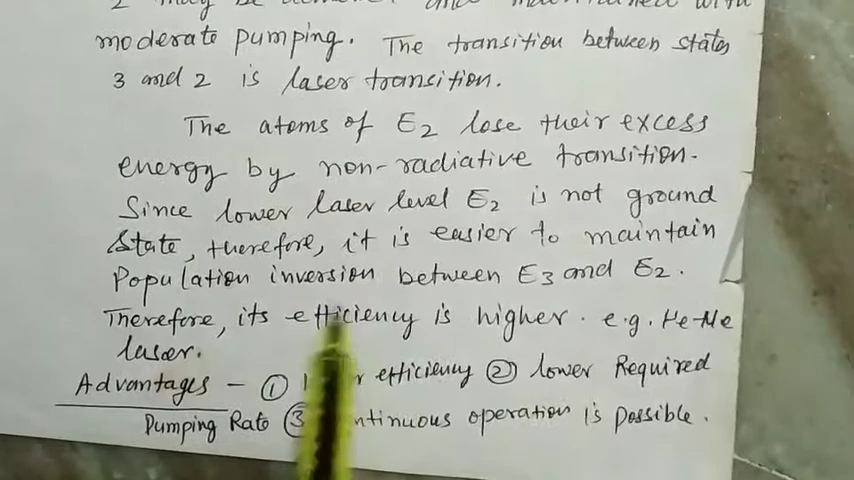 2 may be
moderate pumping. The transition between states
3 and 2 is laser transition.
The atoms of E2 lose their excess
energy by non-radiative transition.
Since lower laser level E2 is not ground
State, therefore, it is easier to maintain
Population inversion between E3 and E2.
Therefore, its efficiency is higher. e.g. He-Ne
laser.
Advantages - ① efficiency ② lower Required
Pumping Rate ③ ntinuous operation is possible.